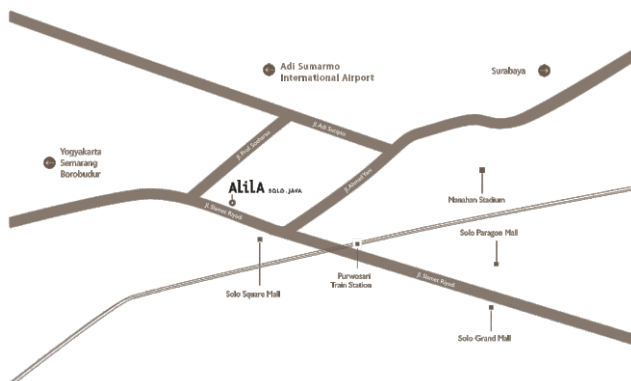 Adi Sumarmo
International Airport
Surabaya
Jl. Adi Sucipto
Jl. Prof. Soeharso
Yogyakarta
Semarang
Borobudur
Jl. Ahmad Yani
ALiLA SOLO . JAVA
Manahan Stadium
Jl. Slamet Riyadi
Solo Paragon Mall
Purwosari
Train Station
Jl. Slamet Riyadi
Solo Square Mall
Solo Grand Mall